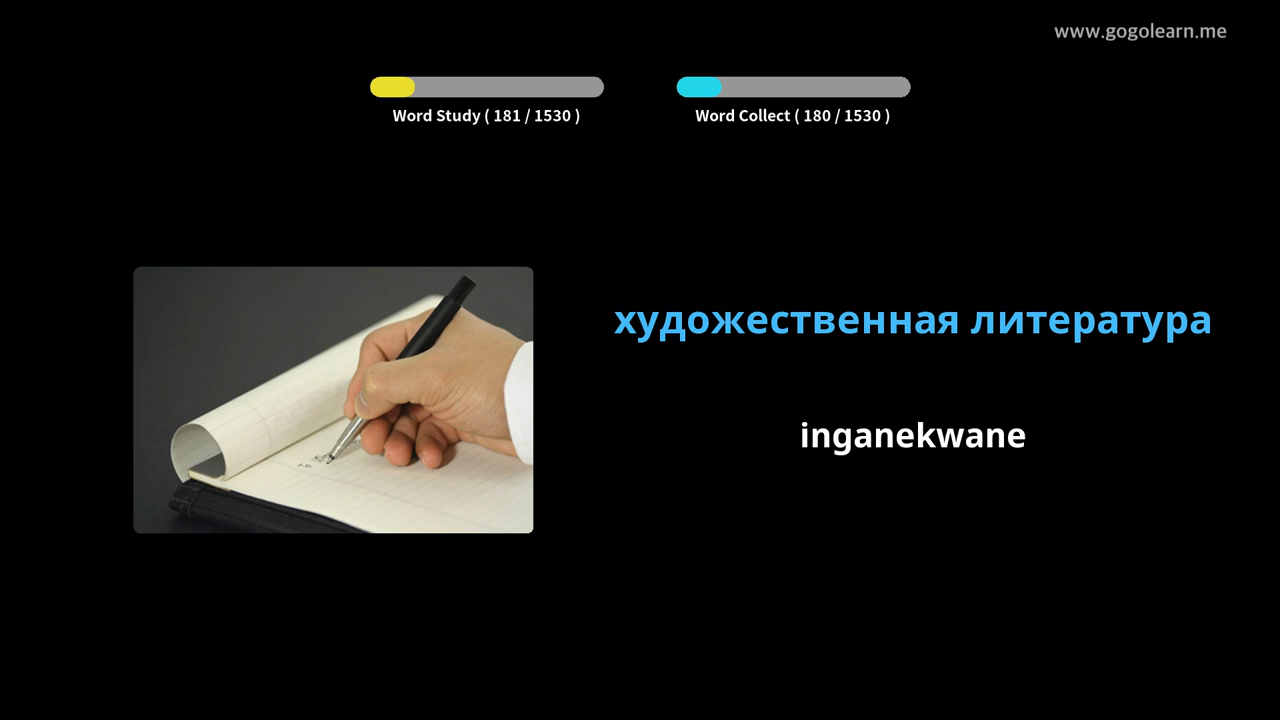 www.gogolearn.me
Word Study ( 181 / 1530 )
Word Collect ( 180 / 1530 )
художественная литература
inganekwane